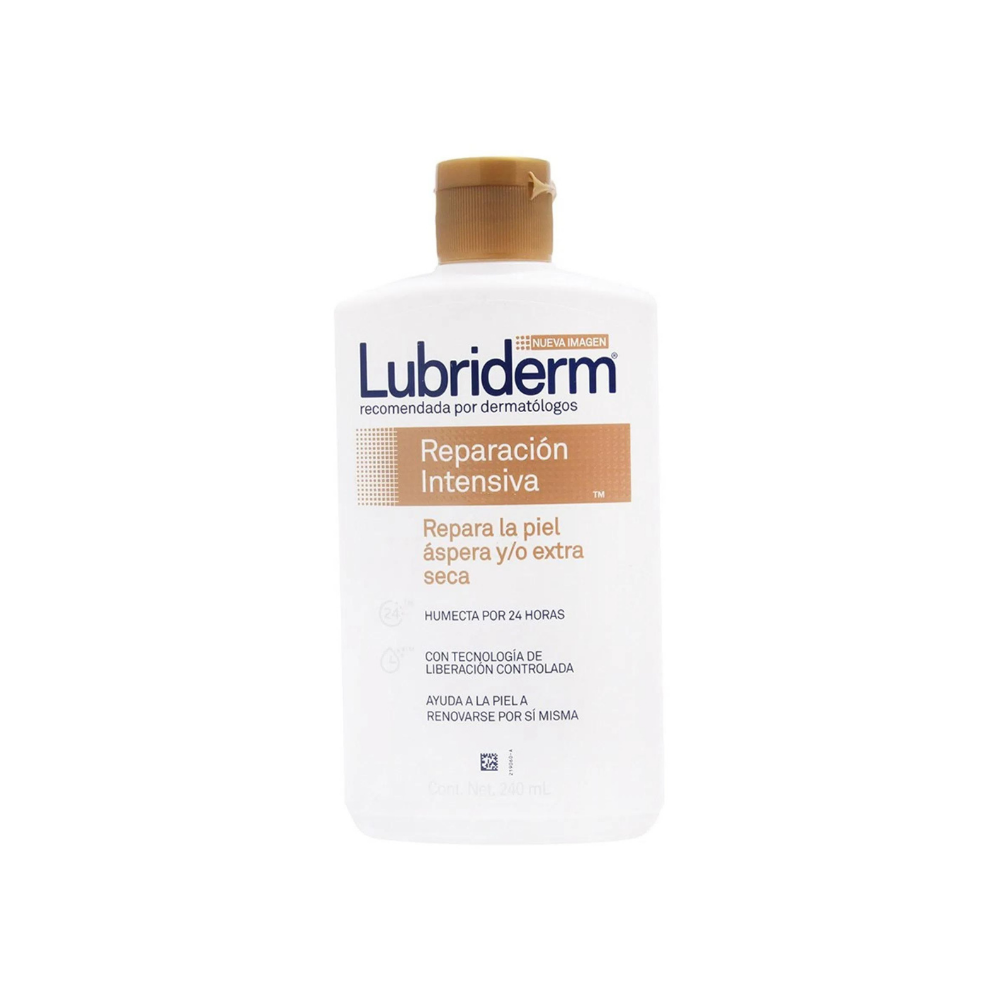 NUEVA IMAGEN
Lubriderm®
recomendada por dermatólogos
Reparación
Intensiva
™
Repara la piel
áspera y/o extra
seca
24
HUMECTA POR 24 HORAS
CON TECNOLOGÍA DE
LIBERACIÓN CONTROLADA
AYUDA A LA PIEL A
RENOVARSE POR SÍ MISMA
Cont. Net. 240 mL